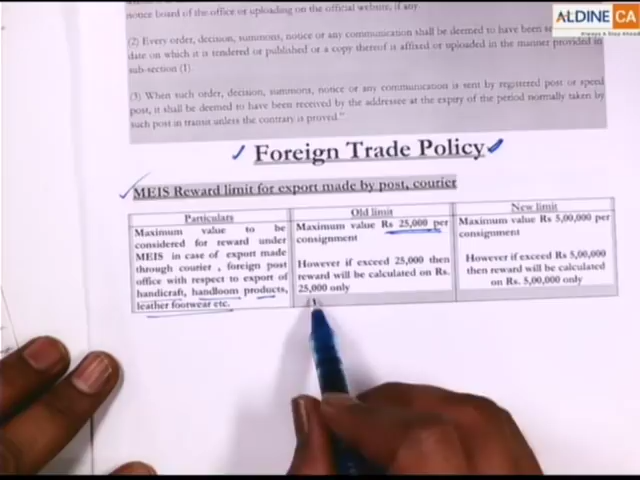 ALDINE CA
Always a Step Ahead
notice board of the office or uploading on the official website, if any
(2) Every order, decision, summons, notice or any communication shall be deemed to have been
date on which it is tendered or published or a copy thereof is affixed or uploaded in the manner provided in
sub-section (1).
(3) When such order, decision, summons, notice or any communication is sent by registered post or speed
post, it shall be deemed to have been received by the addressee at the expiry of the period normally taken by
such post in transit unless the contrary is proved."
Foreign Trade Policy
MEIS Reward limit for export made by post, courier
Particulars
Maximum value to be
considered for reward under
MEIS in case of export made
through courier , foreign post
office with respect to export of
handicraft, handloom products,
leather footwear etc.
Old limit
Maximum value Rs 25,000 per
consignment
However if exceed 25,000 then
reward will be calculated on Rs.
25,000 only
New limit
Maximum value Rs 5,00,000 per
consignment
However if exceed Rs 5,00,000
then reward will be calculated
on Rs. 5,00,000 only